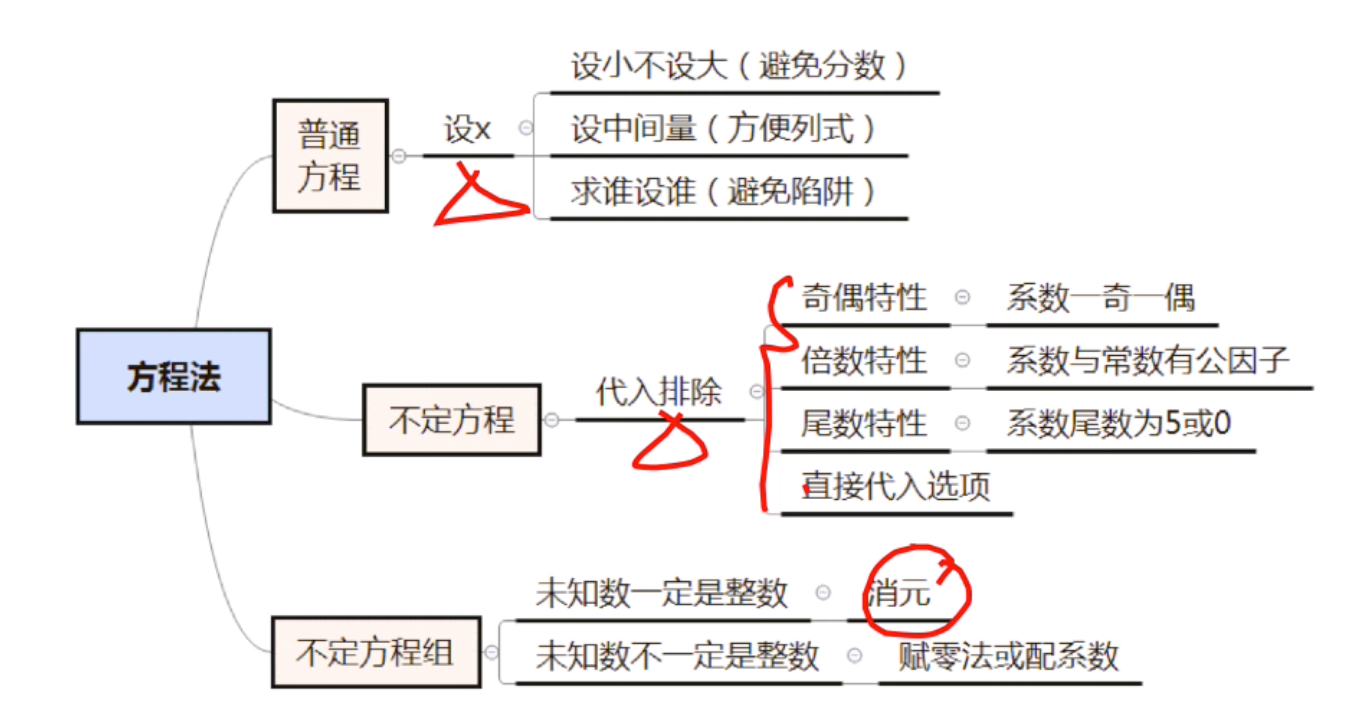 设小不设大（避免分数）
普通
方程
设x
设中间量（方便列式）
求谁设谁（避免陷阱）
方程法
不定方程
代入排除
奇偶特性
系数一奇一偶
倍数特性
系数与常数有公因子
尾数特性
系数尾数为5或0
直接代入选项
不定方程组
未知数一定是整数
消元
未知数不一定是整数
赋零法或配系数